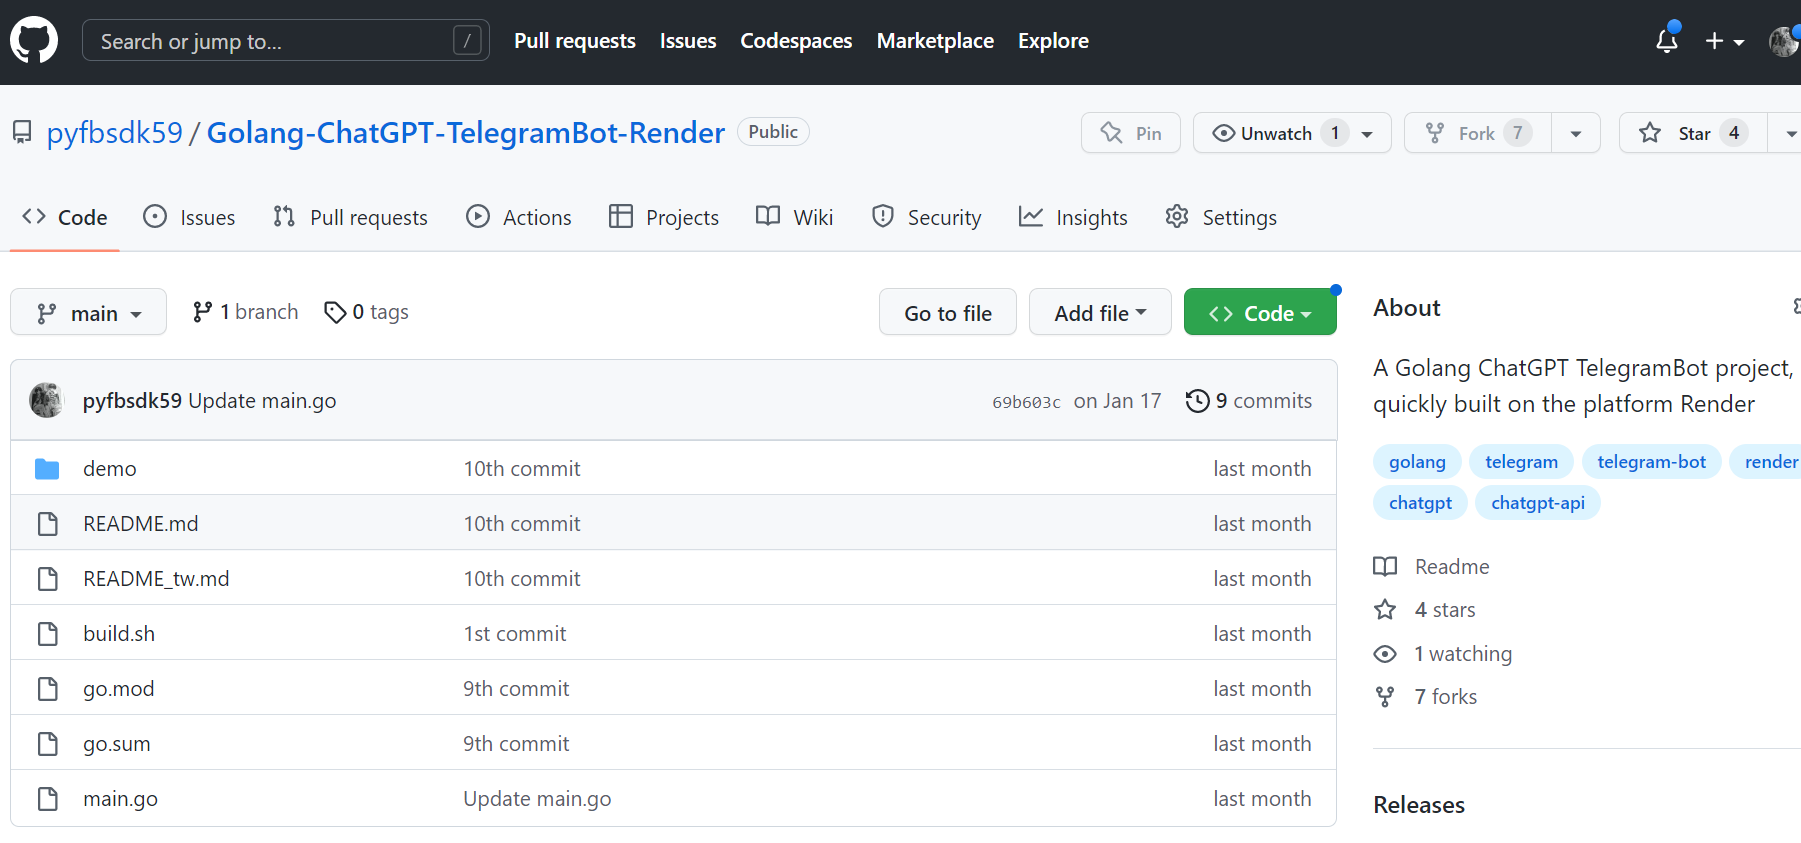 Search or jump to... /
Pull requests Issues Codespaces Marketplace Explore
pyfbsdk59 / Golang-ChatGPT-TelegramBot-Render Public
Pin Unwatch 1 Fork 7 Star 4
Code Issues Pull requests Actions Projects Wiki Security Insights Settings
main 1 branch 0 tags Go to file Add file Code
pyfbsdk59 Update main.go 69b603c on Jan 17 9 commits
demo 10th commit last month
README.md 10th commit last month
README_tw.md 10th commit last month
build.sh 1st commit last month
go.mod 9th commit last month
go.sum 9th commit last month
main.go Update main.go last month
About
A Golang ChatGPT TelegramBot project,
quickly built on the platform Render
golang telegram telegram-bot render
chatgpt chatgpt-api
Readme
4 stars
1 watching
7 forks
Releases